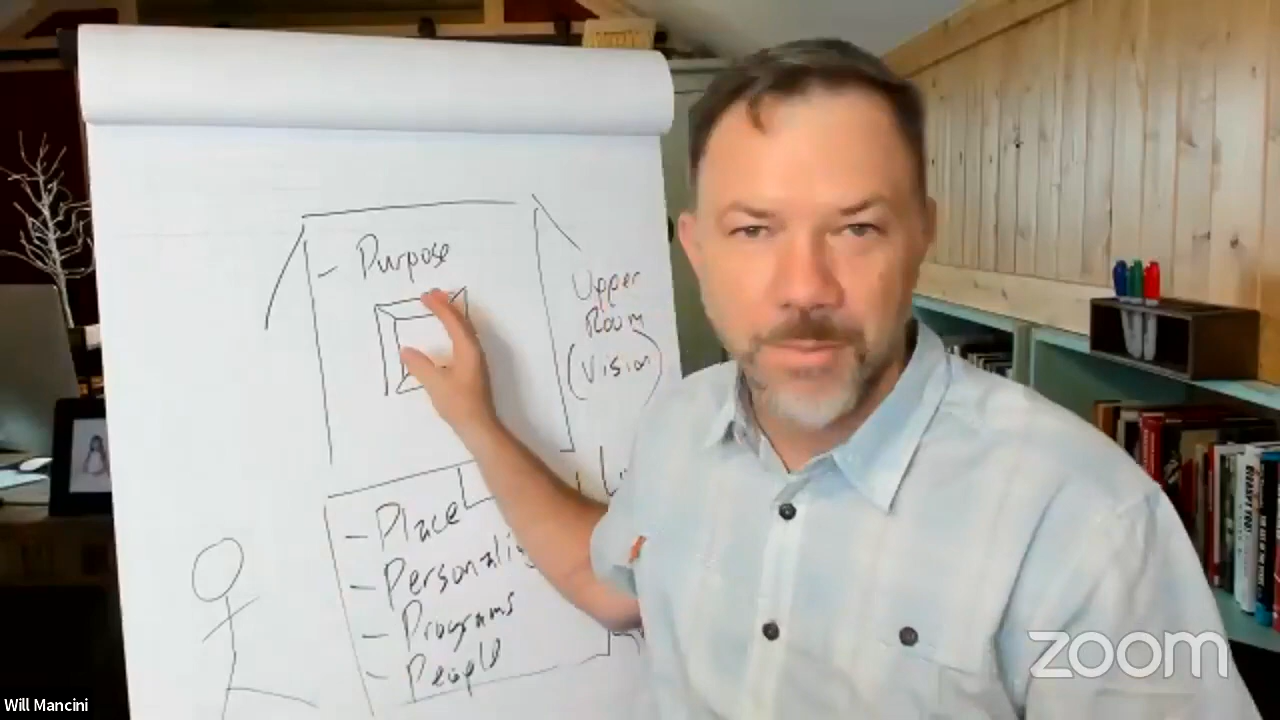 - Purpose
Upper
Room
(Vision)
- Place
- Personali
- Programs
- People
zoom
Will Mancini